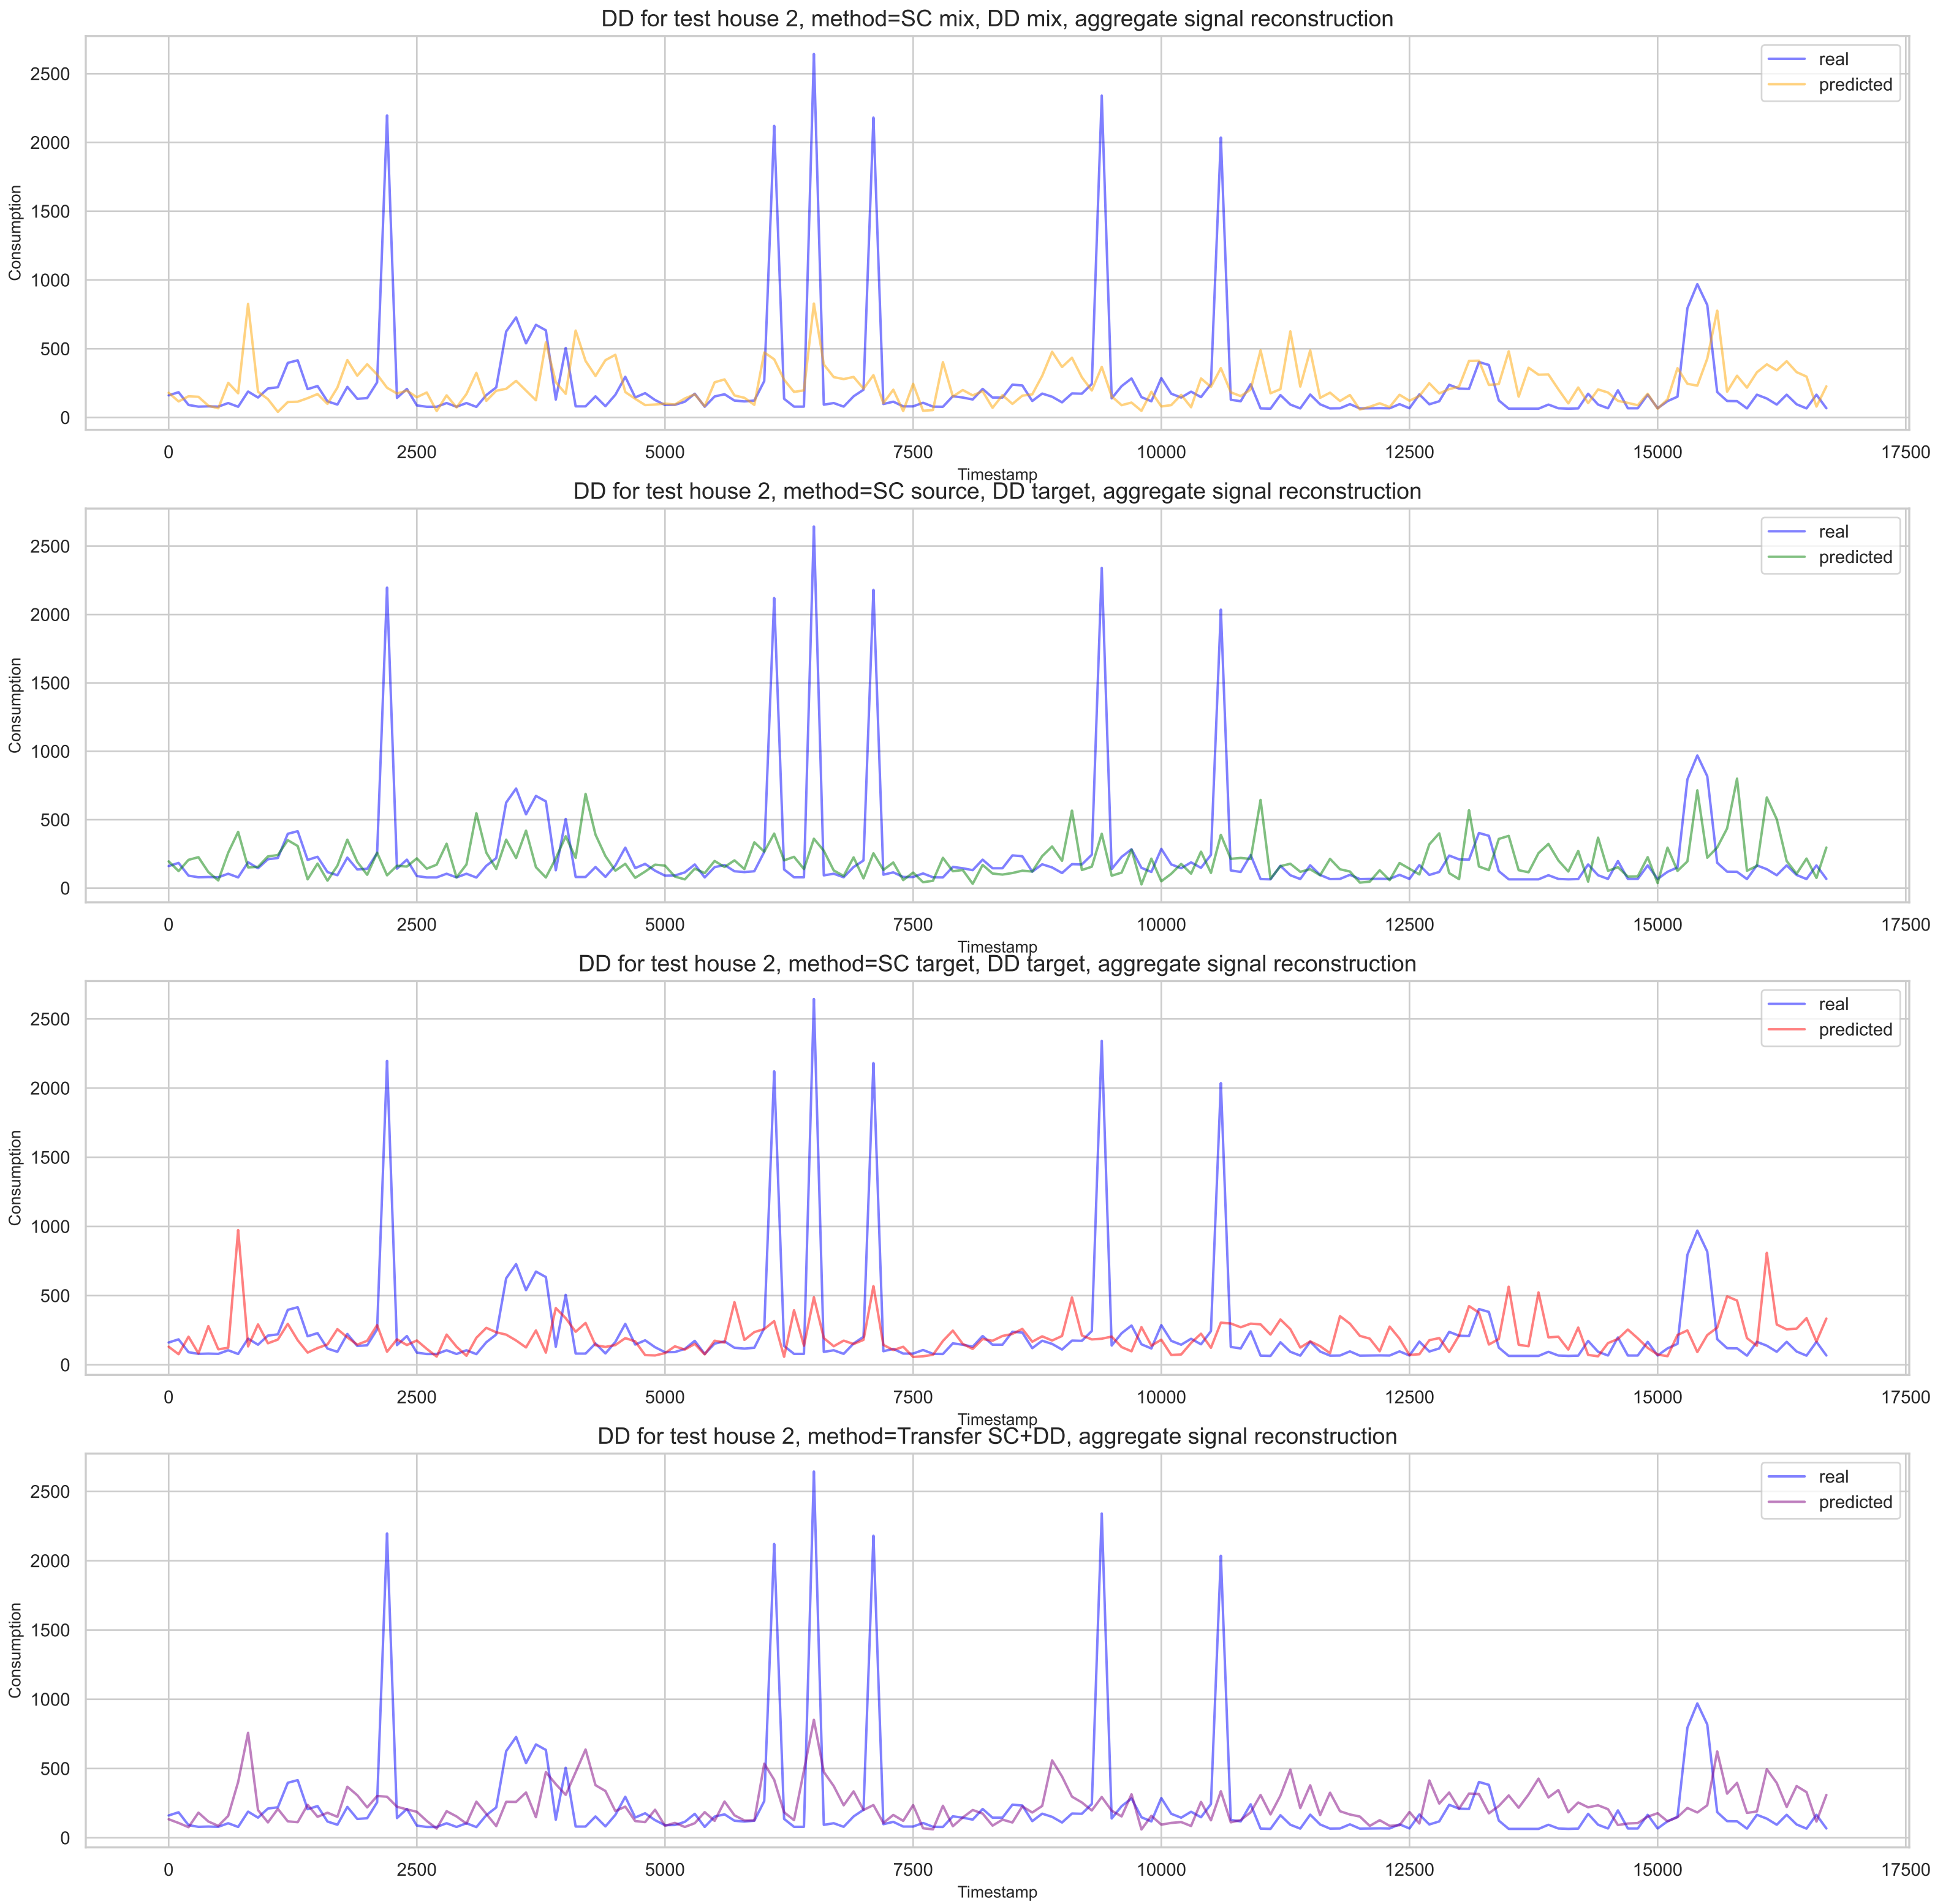 DD for test house 2, method=SC mix, DD mix, aggregate signal reconstruction
real
predicted
Consumption
2500
2000
1500
1000
500
0
0 2500 5000 7500 10000 12500 15000 17500
Timestamp
DD for test house 2, method=SC source, DD target, aggregate signal reconstruction
real
predicted
Consumption
2500
2000
1500
1000
500
0
0 2500 5000 7500 10000 12500 15000 17500
Timestamp
DD for test house 2, method=SC target, DD target, aggregate signal reconstruction
real
predicted
Consumption
2500
2000
1500
1000
500
0
0 2500 5000 7500 10000 12500 15000 17500
Timestamp
DD for test house 2, method=Transfer SC+DD, aggregate signal reconstruction
real
predicted
Consumption
2500
2000
1500
1000
500
0
0 2500 5000 7500 10000 12500 15000 17500
Timestamp